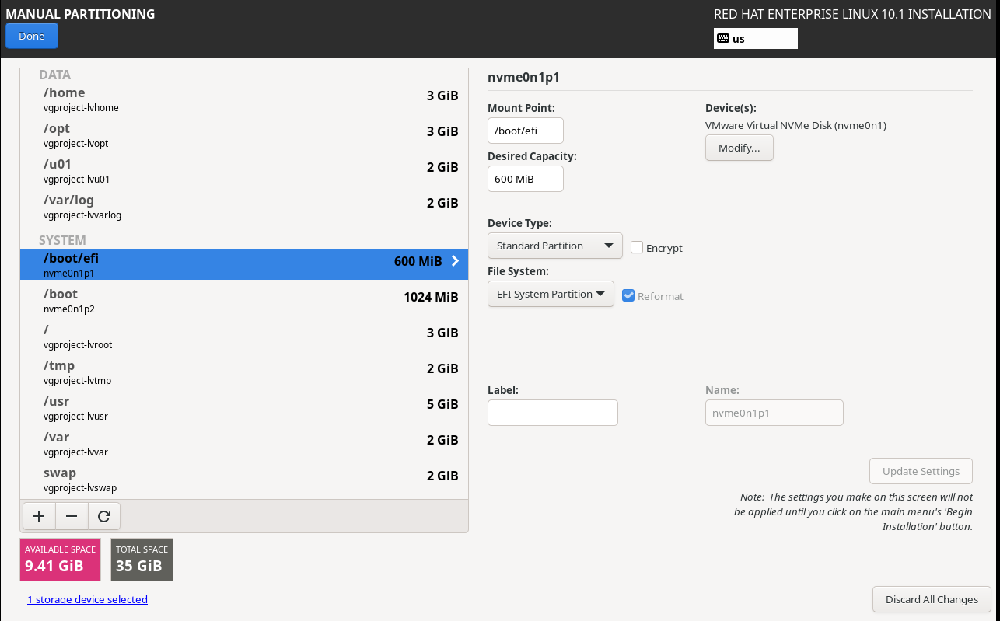 MANUAL PARTITIONING
RED HAT ENTERPRISE LINUX 10.1 INSTALLATION
Done
us
DATA
/home
3 GiB
vgproject-lvhome
/opt
3 GiB
vgproject-lvopt
/u01
2 GiB
vgproject-lvu01
/var/log
2 GiB
vgproject-lvvarlog
SYSTEM
/boot/efi
600 MiB
nvme0n1p1
/boot
1024 MiB
nvme0n1p2
/
3 GiB
vgproject-lvroot
/tmp
2 GiB
vgproject-lvtmp
/usr
5 GiB
vgproject-lvusr
/var
2 GiB
vgproject-lvvar
swap
2 GiB
vgproject-lvswap
AVAILABLE SPACE
9.41 GiB
TOTAL SPACE
35 GiB
1 storage device selected
nvme0n1p1
Mount Point:
/boot/efi
Device(s):
VMware Virtual NVMe Disk (nvme0n1)
Modify...
Desired Capacity:
600 MiB
Device Type:
Standard Partition
Encrypt
File System:
EFI System Partition
Reformat
Label:
Name:
nvme0n1p1
Update Settings
Note: The settings you make on this screen will not
be applied until you click on the main menu's 'Begin
Installation' button.
Discard All Changes